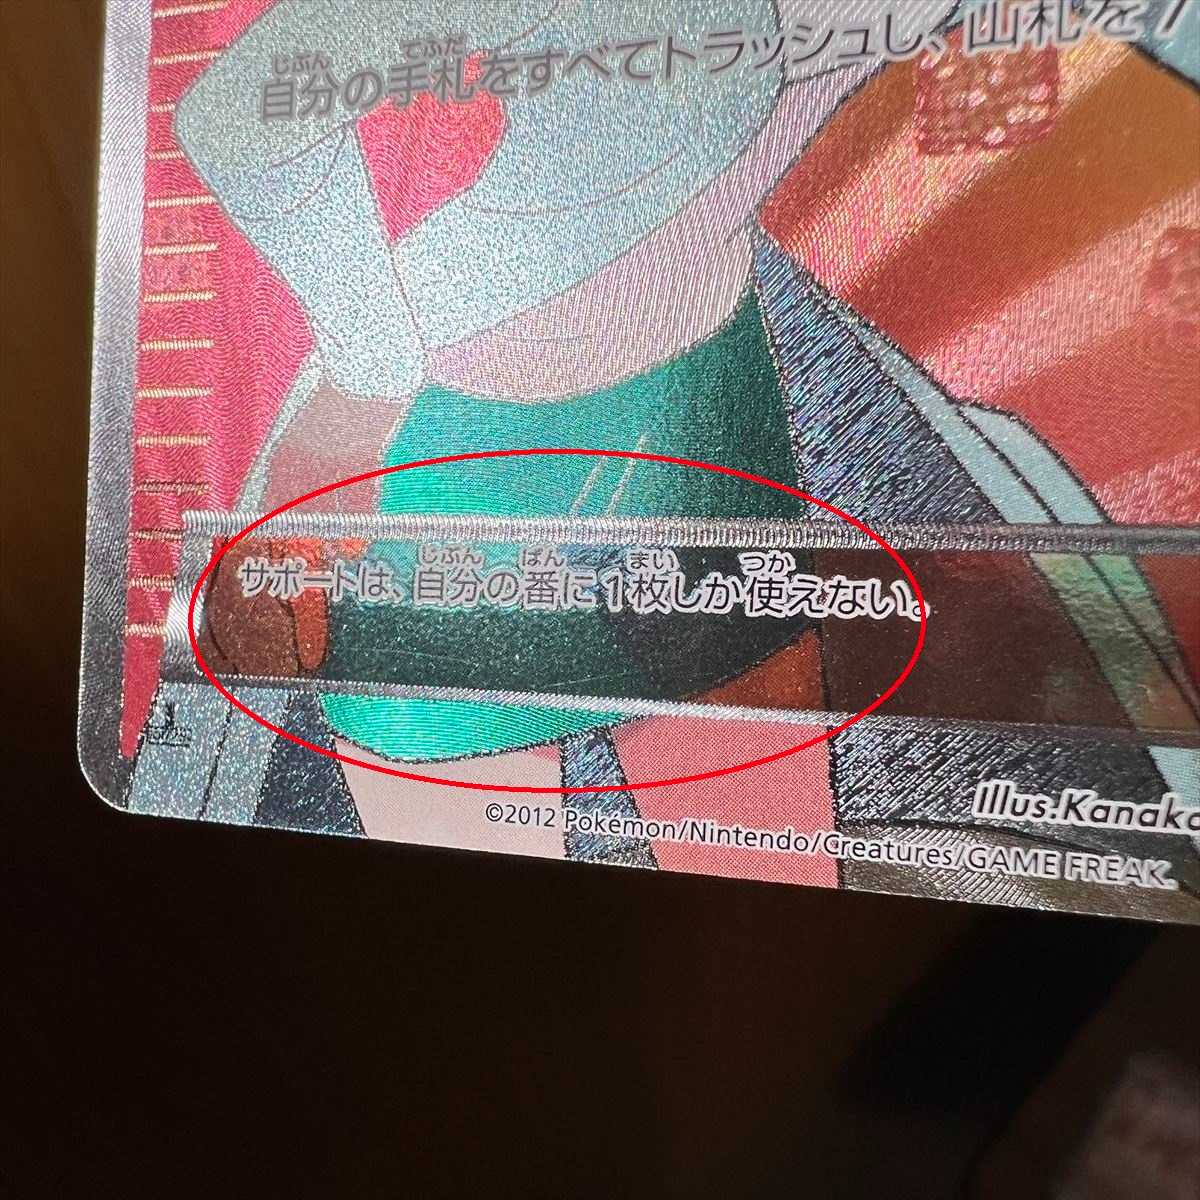 自分の手札をすべてトラッシュし、山札を7
サポートは、自分の番に1枚しか使えない。
Illus.Kanako
©2012 Pokémon/Nintendo/Creatures/GAME FREAK.